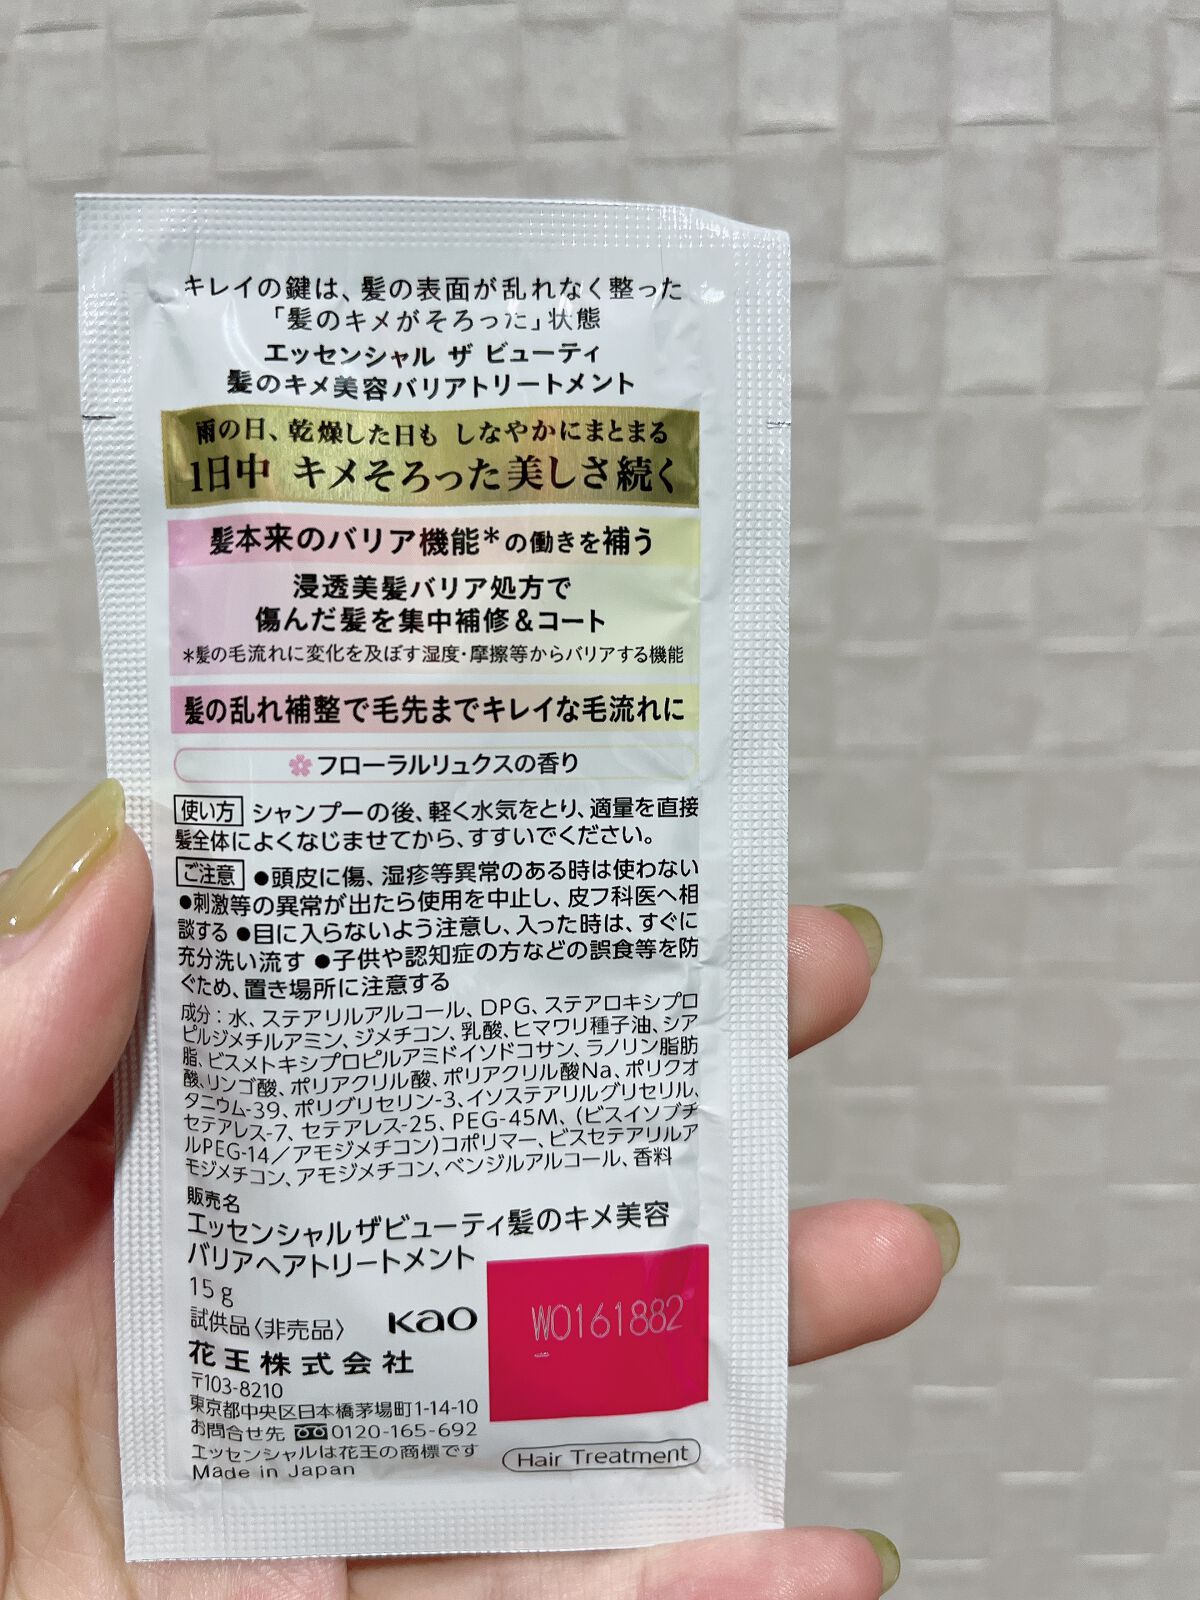 キレイの鍵は、髪の表面が乱れなく整った
「髪のキメがそろった」状態
エッセンシャル ザ ビューティ
髪のキメ美容バリアトリートメント
雨の日、乾燥した日も しなやかにまとまる
1日中 キメそろった美しさ続く
髪本来のバリア機能*の働きを補う
浸透美髪バリア処方で
傷んだ髪を集中補修&コート
*髪の毛流れに変化を及ぼす湿度・摩擦等からバリアする機能
髪の乱れ補整で毛先までキレイな毛流れに
フローラルリュクスの香り
使い方 シャンプーの後、軽く水気をとり、適量を直接
髪全体によくなじませてから、すすいでください。
ご注意 ●頭皮に傷、湿疹等異常のある時は使わない
●刺激等の異常が出たら使用を中止し、皮フ科医へ相
談する ●目に入らないよう注意し、入った時は、すぐに
充分洗い流す ●子供や認知症の方などの誤食等を防
ぐため、置き場所に注意する
成分：水、ステアリルアルコール、DPG、ステアロキシプロ
ピルジメチルアミン、ジメチコン、乳酸、ヒマワリ種子油、シア
脂、ビスメトキシプロピルアミドイソドコサン、ラノリン脂肪
酸、リンゴ酸、ポリアクリル酸、ポリアクリル酸Na、ポリクオ
タニウム-39、ポリグリセリン-3、イソステアリルグリセリル、
セテアレス-7、セテアレス-25、PEG-45M、(ビスイソブチ
ルPEG-14／アモジメチコン)コポリマー、ビスセテアリルア
モジメチコン、アモジメチコン、ベンジルアルコール、香料
販売名
エッセンシャルザビューティ髪のキメ美容
バリアヘアトリートメント
15g
試供品〈非売品〉
Kao
W0161882
花王株式会社
〒103-8210
東京都中央区日本橋茅場町1-14-10
お問合せ先 0120-165-692
エッセンシャルは花王の商標です
Made in Japan
Hair Treatment